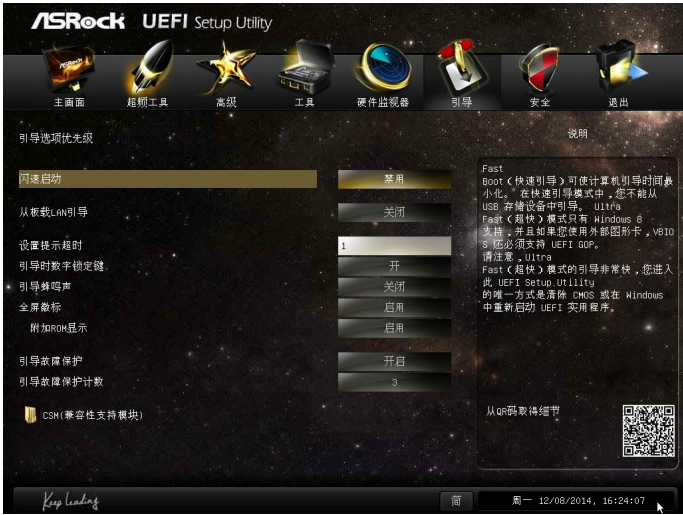 ASRock UEFI Setup Utility
ASRock
主画面 超频工具 高级 工具 硬件监视器 引导 安全 退出
引导选项优先级
闪速启动 禁用
从板载LAN引导 关闭
设置提示超时 1
引导时数字锁定键 开
引导蜂鸣声 关闭
全屏徽标 启用
附加ROM显示 启用
引导故障保护 开启
引导故障保护计数 3
CSM(兼容性支持模块)
说明
Fast
Boot(快速引导)可使计算机引导时间最
小化。 在快速引导模式中,您不能从
USB 存储设备中引导。 Ultra
Fast(超快)模式只有 Windows 8
支持,并且如果您使用外部图形卡,VBIO
S 还必须支持 UEFI GOP。
请注意,Ultra
Fast(超快)模式的引导非常快,您进入
此 UEFI Setup Utility
的唯一方式是清除 CMOS 或在 Windows
中重新启动 UEFI 实用程序。
从QR码取得细节
Keep Leading
简
周一 12/08/2014, 16:24:07